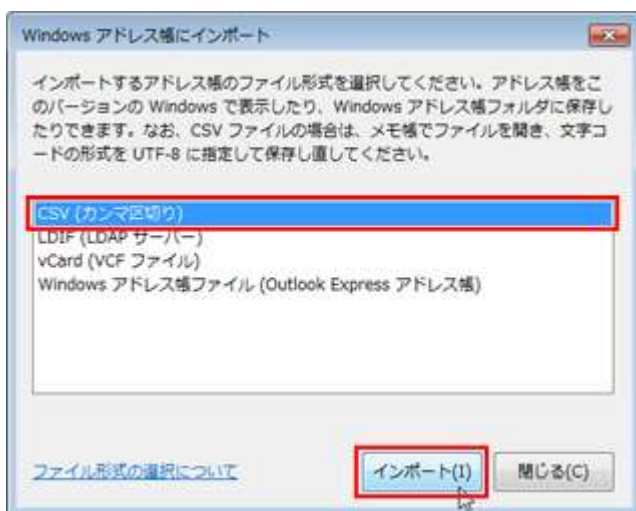 Windows アドレス帳にインポート
インポートするアドレス帳のファイル形式を選択してください。アドレス帳をこ
のバージョンの Windows で表示したり、Windows アドレス帳フォルダに保存し
たりできます。なお、CSV ファイルの場合は、メモ帳でファイルを開き、文字コ
ードの形式を UTF-8 に指定して保存し直してください。
CSV (カンマ区切り)
LDIF (LDAP サーバー)
vCard (VCF ファイル)
Windows アドレス帳ファイル (Outlook Express アドレス帳)
ファイル形式の選択について
インポート(I)
閉じる(C)